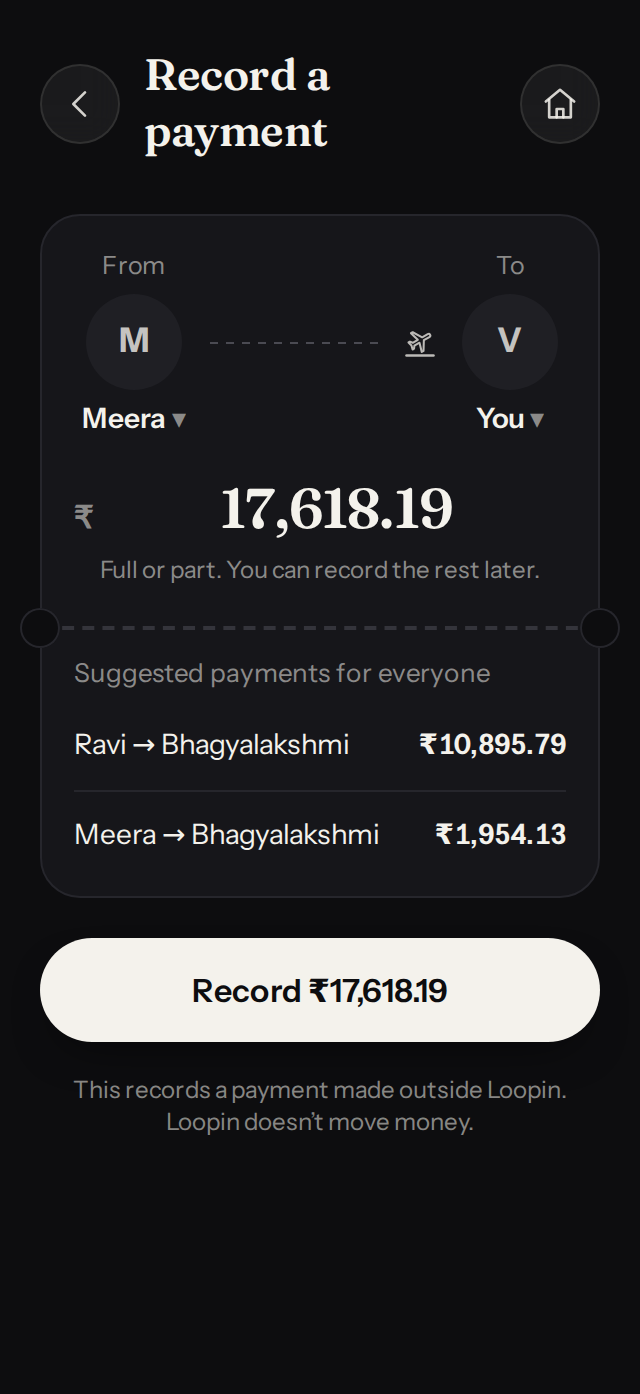 Record a
payment
From
To
M
V
Meera ▾
You ▾
₹
17,618.19
Full or part. You can record the rest later.
Suggested payments for everyone
Ravi → Bhagyalakshmi
₹10,895.79
Meera → Bhagyalakshmi
₹1,954.13
Record ₹17,618.19
This records a payment made outside Loopin.
Loopin doesn’t move money.